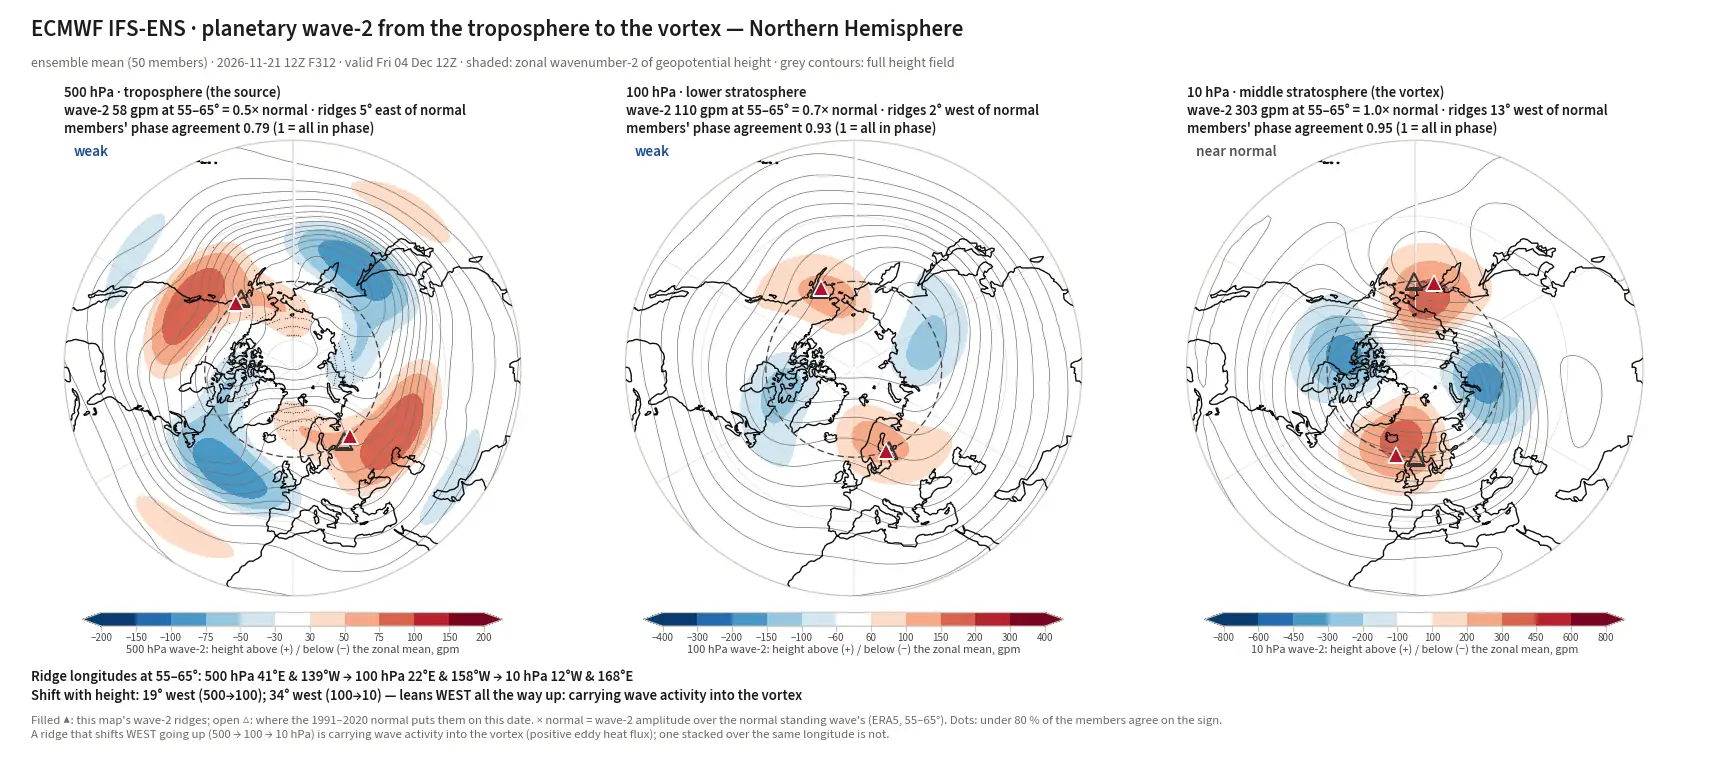 ECMWF IFS-ENS · planetary wave-2 from the troposphere to the vortex — Northern Hemisphere
ensemble mean (50 members) · 2026-11-21 12Z F312 · valid Fri 04 Dec 12Z · shaded: zonal wavenumber-2 of geopotential height · grey contours: full height field
500 hPa · troposphere (the source)
wave-2 58 gpm at 55–65° = 0.5× normal · ridges 5° east of normal
members' phase agreement 0.79 (1 = all in phase)
weak
100 hPa · lower stratosphere
wave-2 110 gpm at 55–65° = 0.7× normal · ridges 2° west of normal
members' phase agreement 0.93 (1 = all in phase)
weak
10 hPa · middle stratosphere (the vortex)
wave-2 303 gpm at 55–65° = 1.0× normal · ridges 13° west of normal
members' phase agreement 0.95 (1 = all in phase)
near normal
−200 −150 −100 −75 −50 −30 30 50 75 100 150 200
500 hPa wave-2: height above (+) / below (−) the zonal mean, gpm
−400 −300 −200 −150 −100 −60 60 100 150 200 300 400
100 hPa wave-2: height above (+) / below (−) the zonal mean, gpm
−800 −600 −450 −300 −200 −100 100 200 300 450 600 800
10 hPa wave-2: height above (+) / below (−) the zonal mean, gpm
Ridge longitudes at 55–65°: 500 hPa 41°E & 139°W → 100 hPa 22°E & 158°W → 10 hPa 12°W & 168°E
Shift with height: 19° west (500→100); 34° west (100→10) — leans WEST all the way up: carrying wave activity into the vortex
Filled ▲: this map's wave-2 ridges; open △: where the 1991–2020 normal puts them on this date. × normal = wave-2 amplitude over the normal standing wave's (ERA5, 55–65°). Dots: under 80 % of the members agree on the sign.
A ridge that shifts WEST going up (500 → 100 → 10 hPa) is carrying wave activity into the vortex (positive eddy heat flux); one stacked over the same longitude is not.